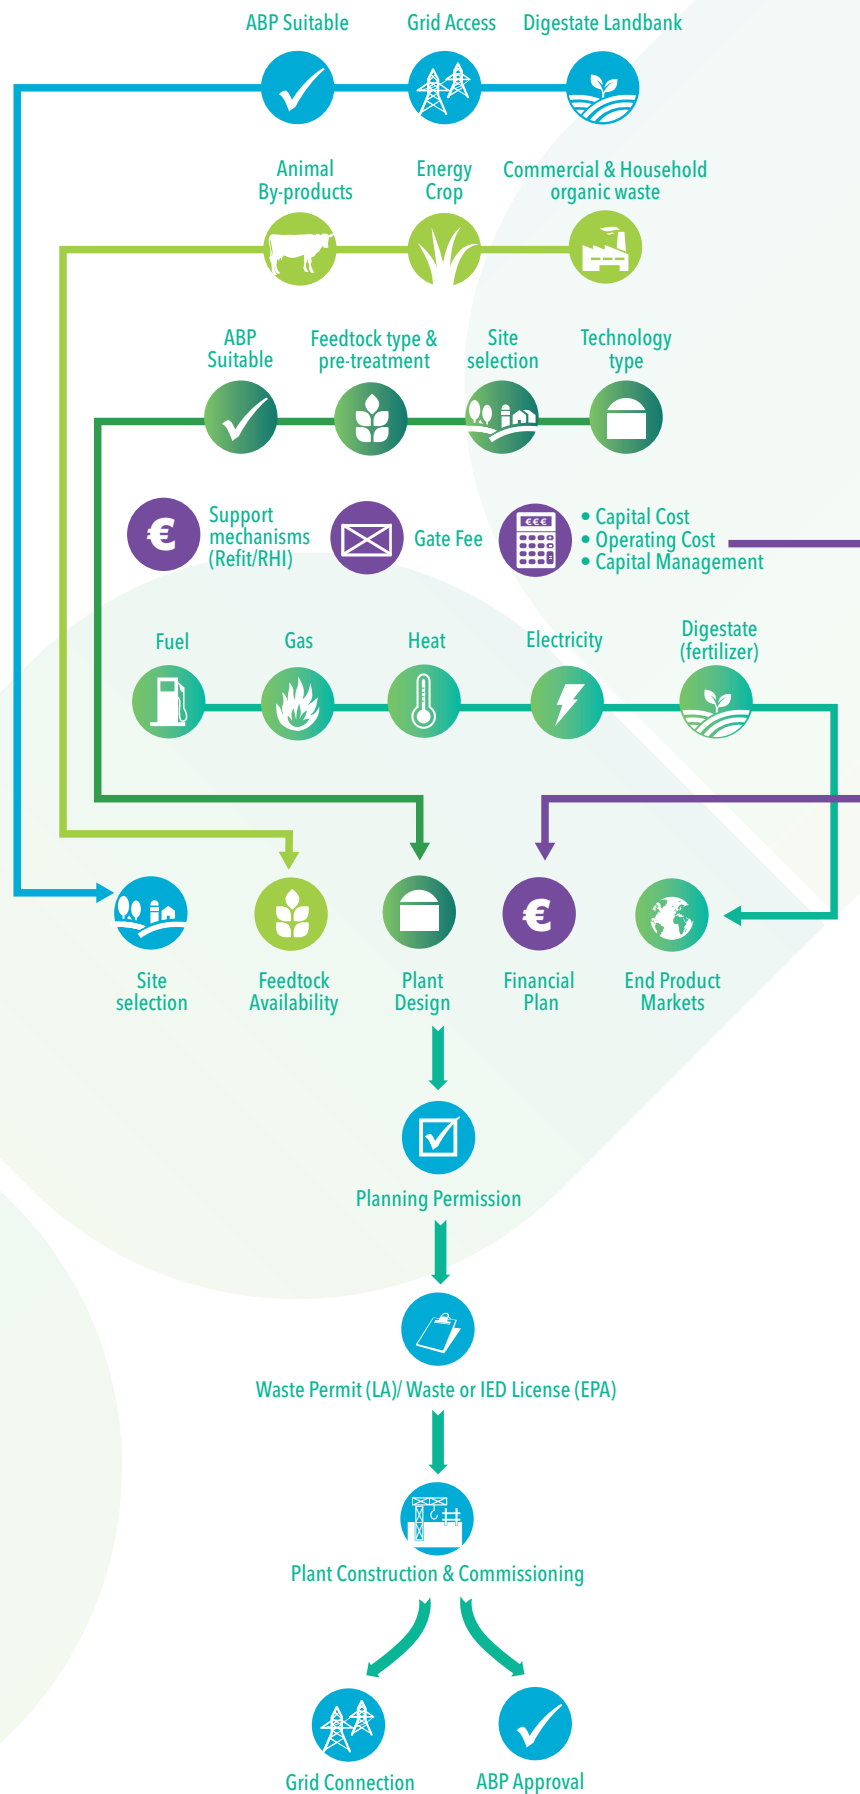 ABP Suitable
Grid Access
Digestate Landbank
Animal
By-products
Energy
Crop
Commercial & Household
organic waste
ABP
Suitable
Feedtock type &
pre-treatment
Site
selection
Technology
type
€
Support
mechanisms
(Refit/RHI)
Gate Fee
€€€
• Capital Cost
• Operating Cost
• Capital Management
Fuel
Gas
Heat
Electricity
Digestate
(fertilizer)
€
Site
selection
Feedtock
Availability
Plant
Design
Financial
Plan
End Product
Markets
Planning Permission
Waste Permit (LA)/ Waste or IED License (EPA)
Plant Construction & Commissioning
Grid Connection
ABP Approval